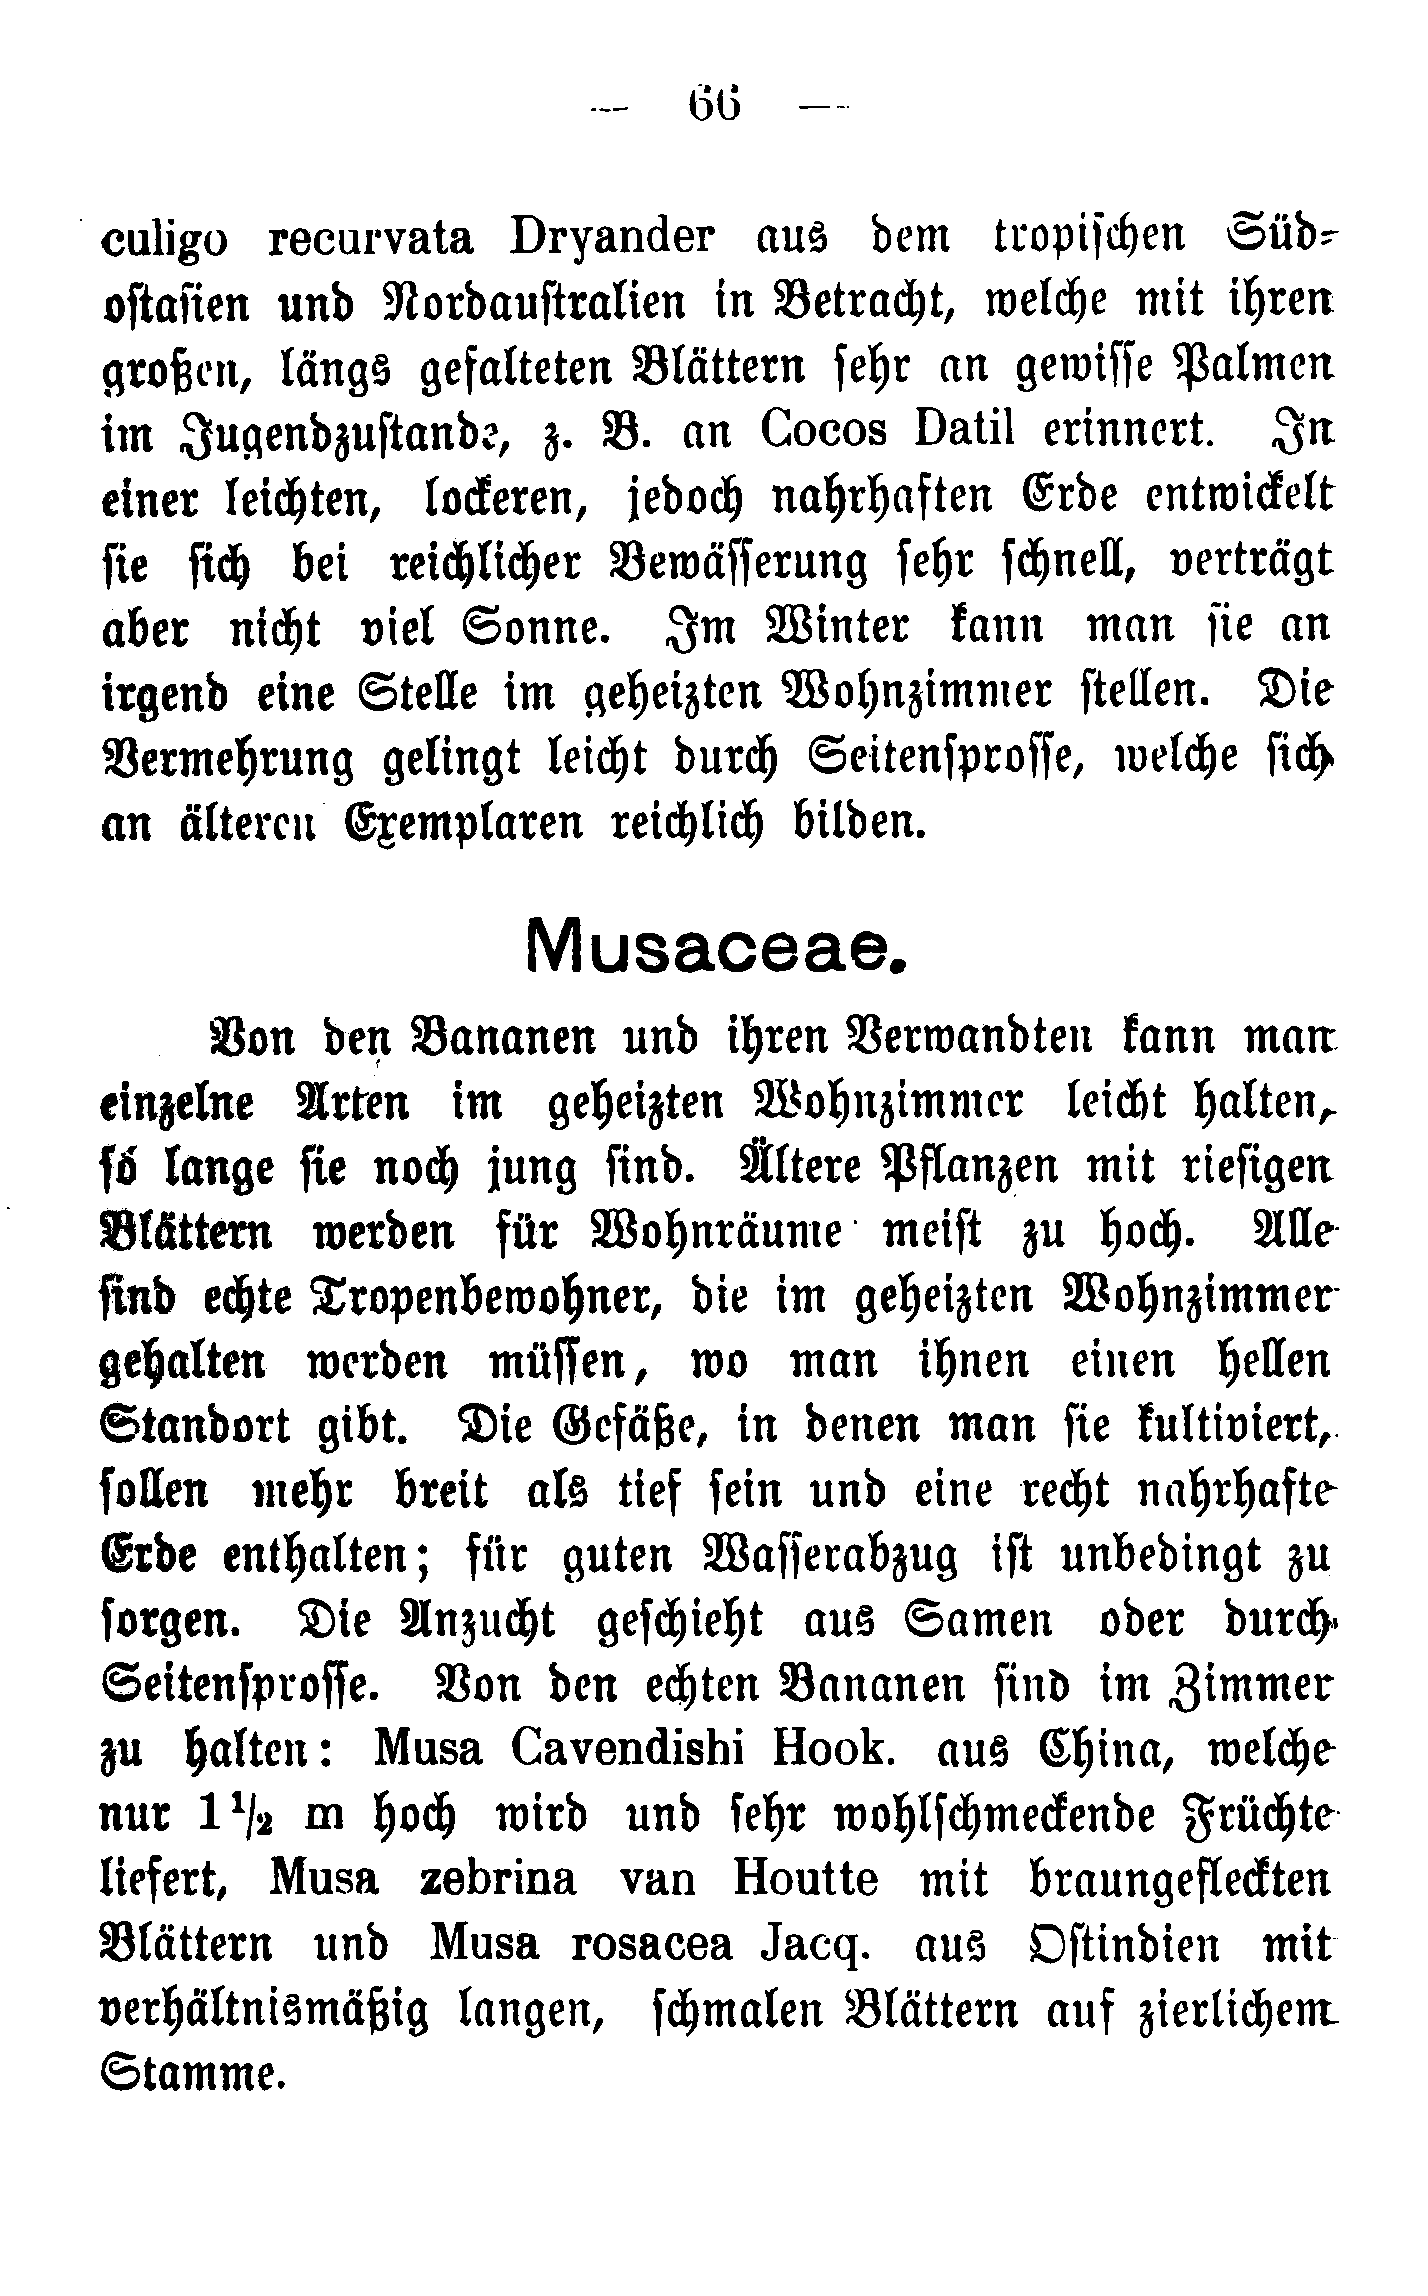 — 66 —
culigo recurvata Dryander aus dem tropiſchen Süd-
oſtaſien und Nordauſtralien in Betracht, welche mit ihren
großen, längs gefalteten Blättern ſehr an gewiſſe Palmen
im Jugendzuſtande, z. B. an Cocos Datil erinnert. In
einer leichten, lockeren, jedoch nahrhaften Erde entwickelt
ſie ſich bei reichlicher Bewäſſerung ſehr ſchnell, verträgt
aber nicht viel Sonne. Im Winter kann man ſie an
irgend eine Stelle im geheizten Wohnzimmer ſtellen. Die
Vermehrung gelingt leicht durch Seitenſproſſe, welche ſich
an älteren Exemplaren reichlich bilden.
Musaceae.
Von den Bananen und ihren Verwandten kann man
einzelne Arten im geheizten Wohnzimmer leicht halten,
ſo lange ſie noch jung ſind. Ältere Pflanzen mit rieſigen
Blättern werden für Wohnräume meiſt zu hoch. Alle
ſind echte Tropenbewohner, die im geheizten Wohnzimmer
gehalten werden müſſen, wo man ihnen einen hellen
Standort gibt. Die Gefäße, in denen man ſie kultiviert,
ſollen mehr breit als tief ſein und eine recht nahrhafte
Erde enthalten; für guten Waſſerabzug iſt unbedingt zu
ſorgen. Die Anzucht geſchieht aus Samen oder durch
Seitenſproſſe. Von den echten Bananen ſind im Zimmer
zu halten: Musa Cavendishi Hook. aus China, welche
nur 1 1/2 m hoch wird und ſehr wohlſchmeckende Früchte
liefert, Musa zebrina van Houtte mit braungefleckten
Blättern und Musa rosacea Jacq. aus Oſtindien mit
verhältnismäßig langen, ſchmalen Blättern auf zierlichem
Stamme.